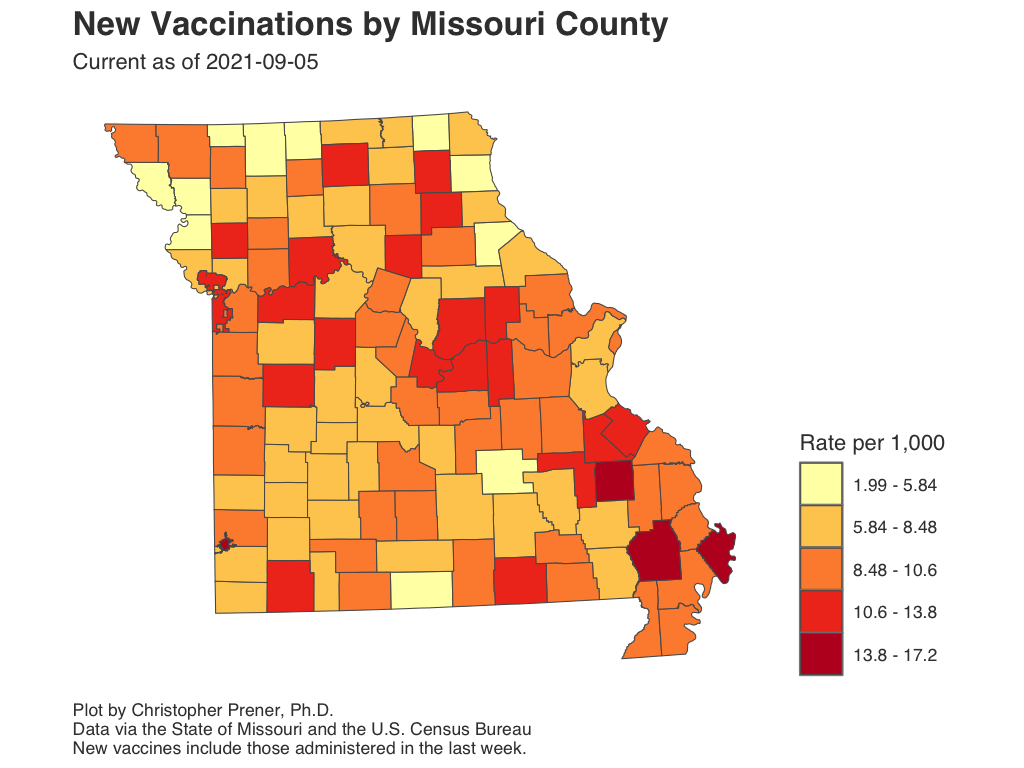 New Vaccinations by Missouri County
Current as of 2021-09-05
Rate per 1,000
1.99 - 5.84
5.84 - 8.48
8.48 - 10.6
10.6 - 13.8
13.8 - 17.2
Plot by Christopher Prener, Ph.D.
Data via the State of Missouri and the U.S. Census Bureau
New vaccines include those administered in the last week.